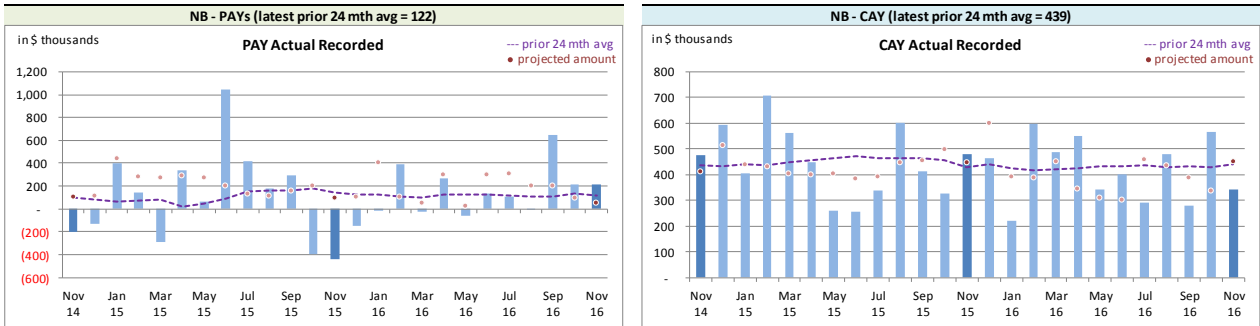 NB - PAYs (latest prior 24 mth avg = 122)
in $ thousands
PAY Actual Recorded
--- prior 24 mth avg
• projected amount
1,200
1,000
800
600
400
200
-
(200)
(400)
(600)
Nov 14 Jan 15 Mar 15 May 15 Jul 15 Sep 15 Nov 15 Jan 16 Mar 16 May 16 Jul 16 Sep 16 Nov 16
NB - CAY (latest prior 24 mth avg = 439)
in $ thousands
CAY Actual Recorded
--- prior 24 mth avg
• projected amount
800
700
600
500
400
300
200
100
-
Nov 14 Jan 15 Mar 15 May 15 Jul 15 Sep 15 Nov 15 Jan 16 Mar 16 May 16 Jul 16 Sep 16 Nov 16